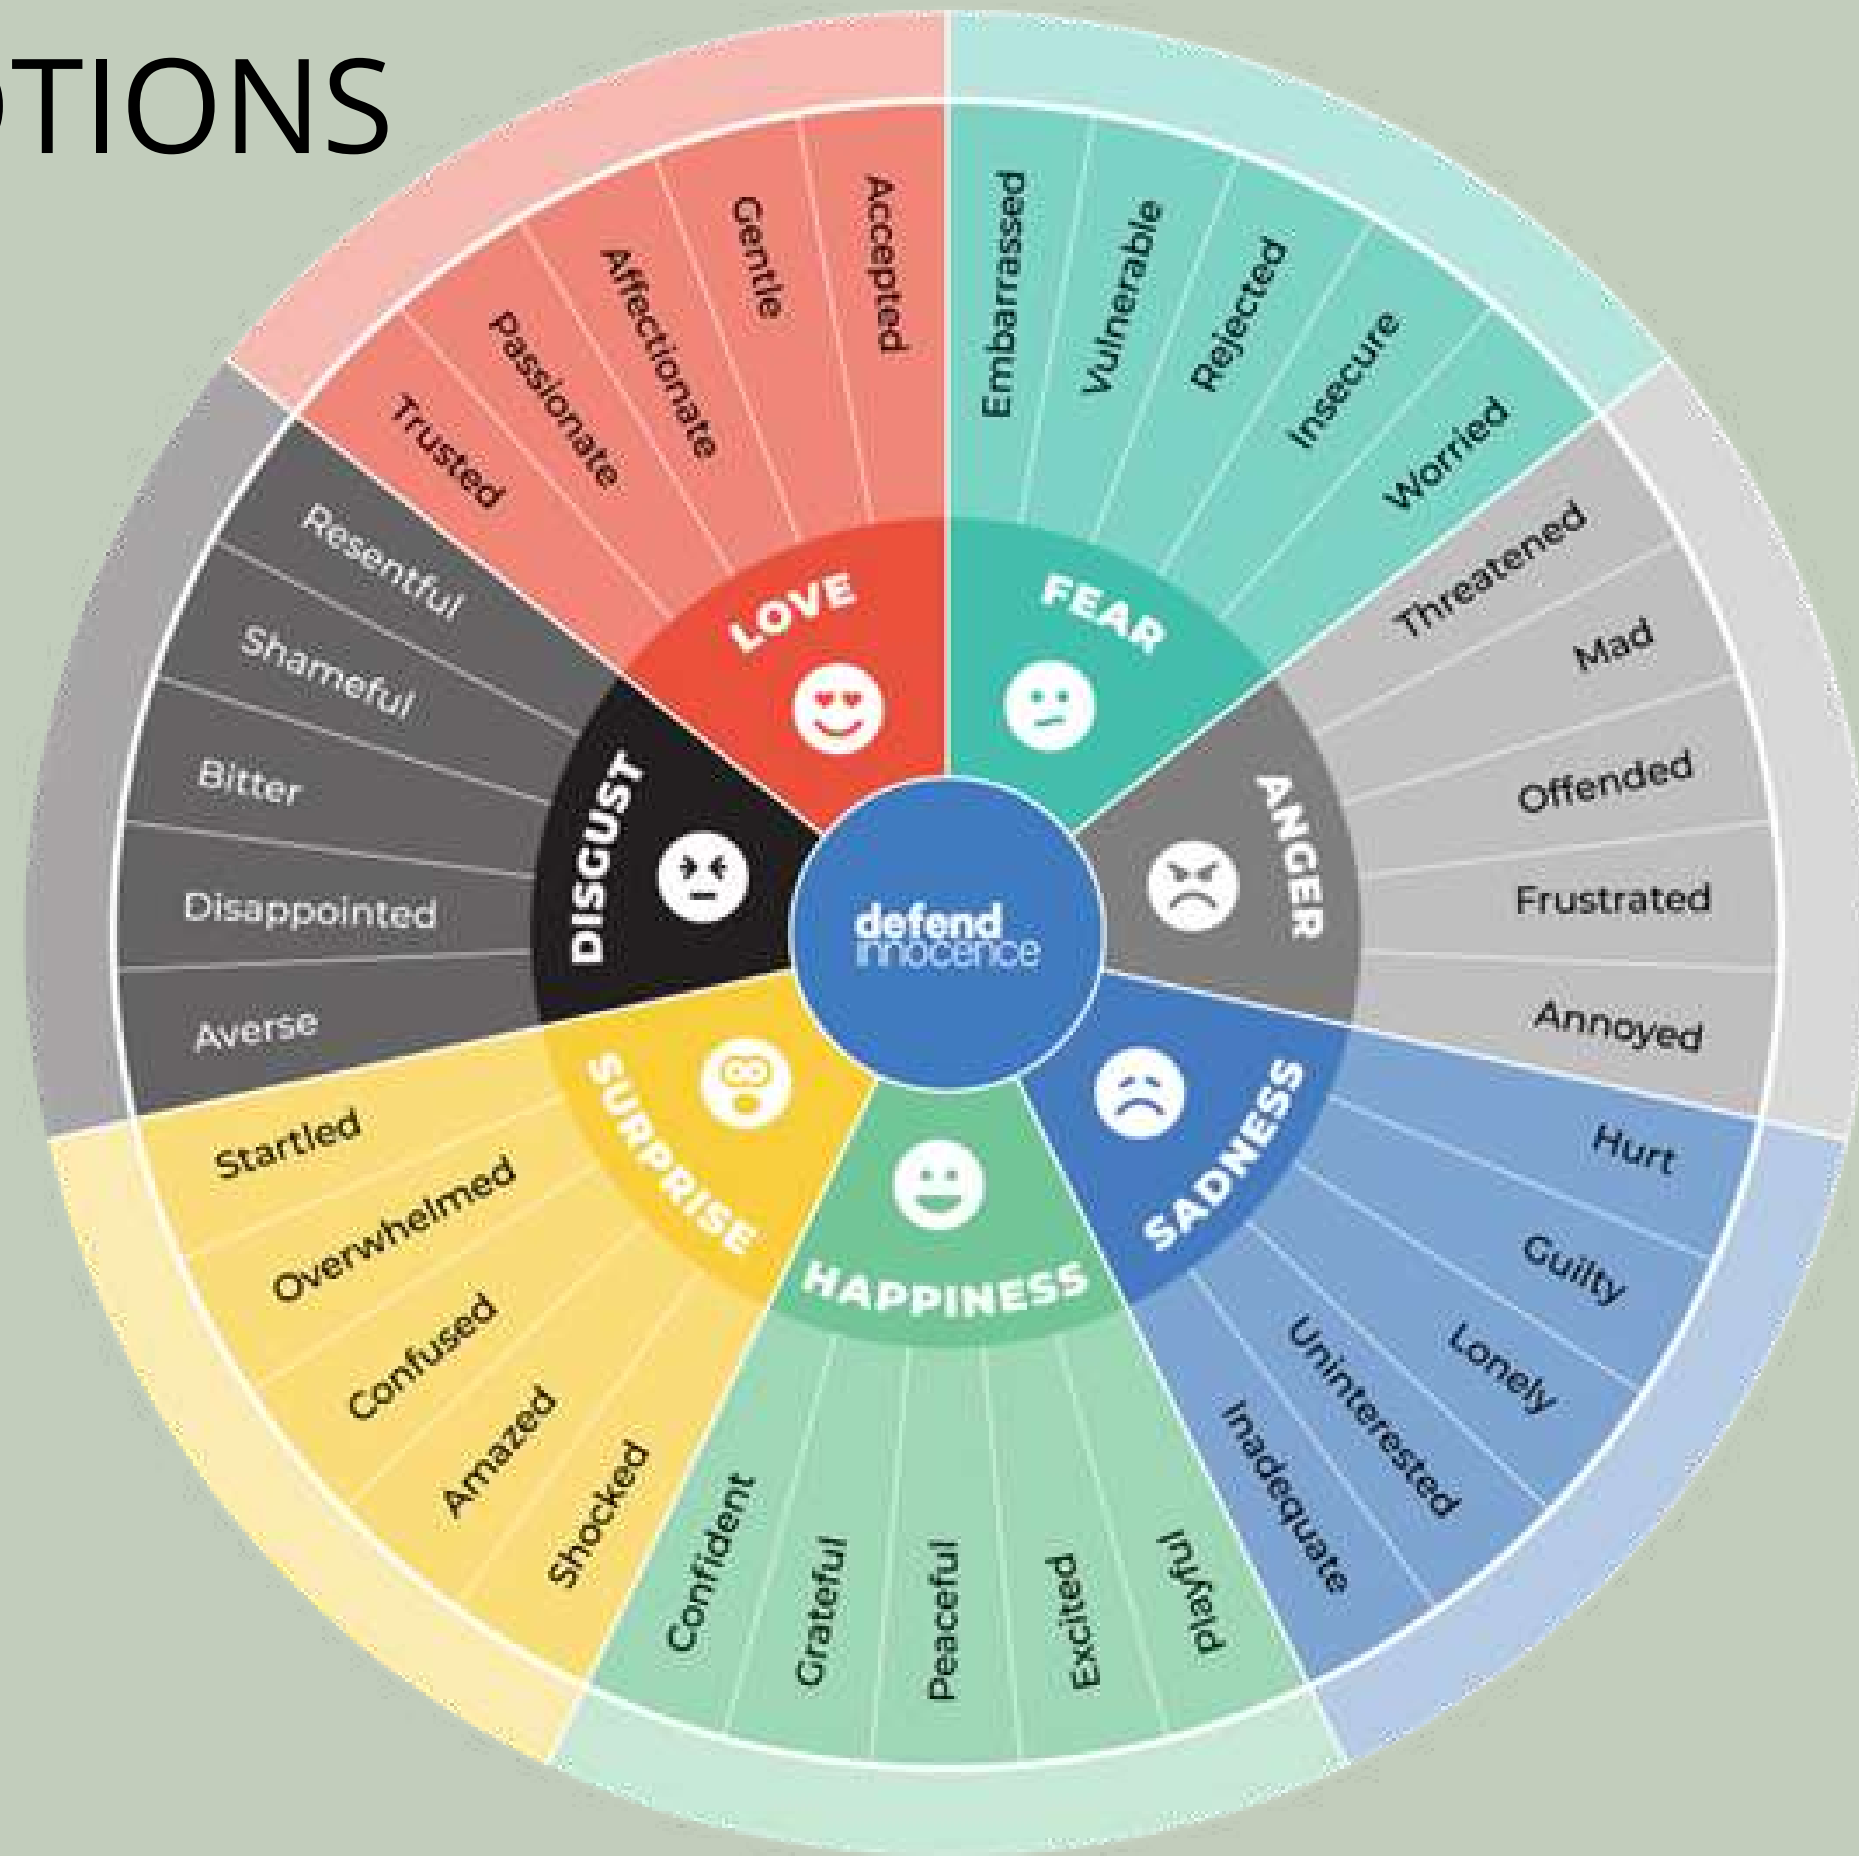 OTIONS
Accepted
Gentle
Affectionate
Passionate
Trusted
LOVE
Embarrassed
Vulnerable
Rejected
Insecure
Worried
FEAR
Threatened
Mad
Offended
Frustrated
Annoyed
ANGER
Hurt
Guilty
Lonely
Uninterested
Inadequate
SADNESS
Playful
Excited
Peaceful
Grateful
Confident
HAPPINESS
Shocked
Amazed
Confused
Overwhelmed
Startled
SURPRISE
Averse
Disappointed
Bitter
Shameful
Resentful
DISGUST
defend
innocence